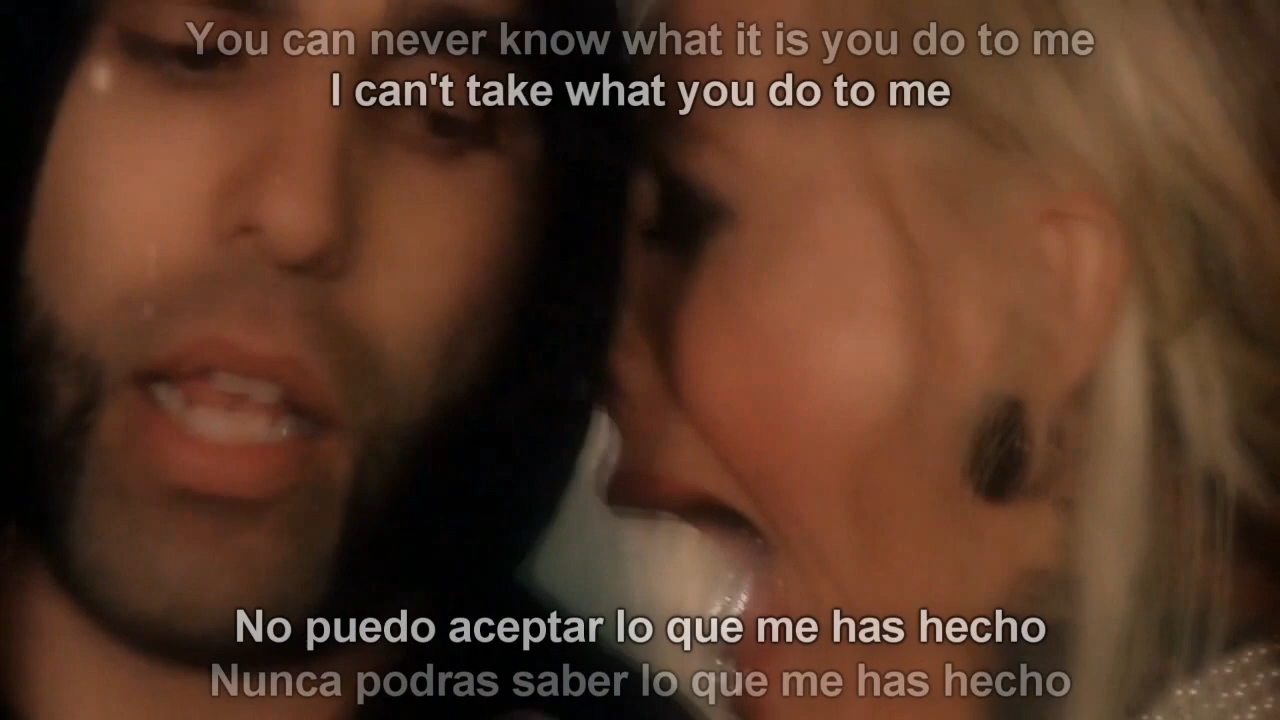 You can never know what it is you do to me
I can't take what you do to me
No puedo aceptar lo que me has hecho
Nunca podras saber lo que me has hecho